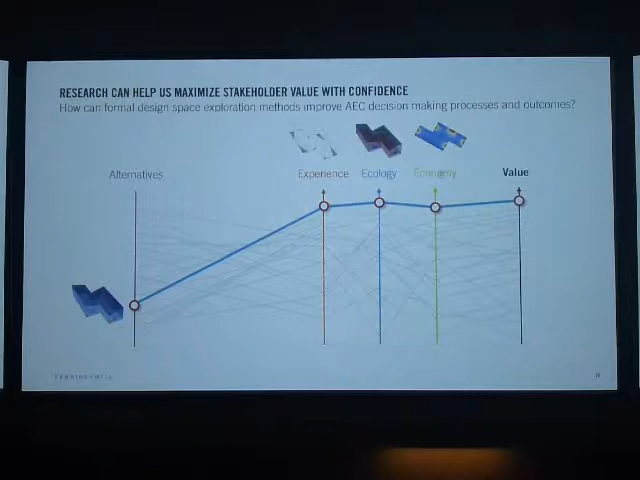 RESEARCH CAN HELP US MAXIMIZE STAKEHOLDER VALUE WITH CONFIDENCE
How can formal design space exploration methods improve AEC decision making processes and outcomes?
Alternatives
Experience
Ecology
Economy
Value